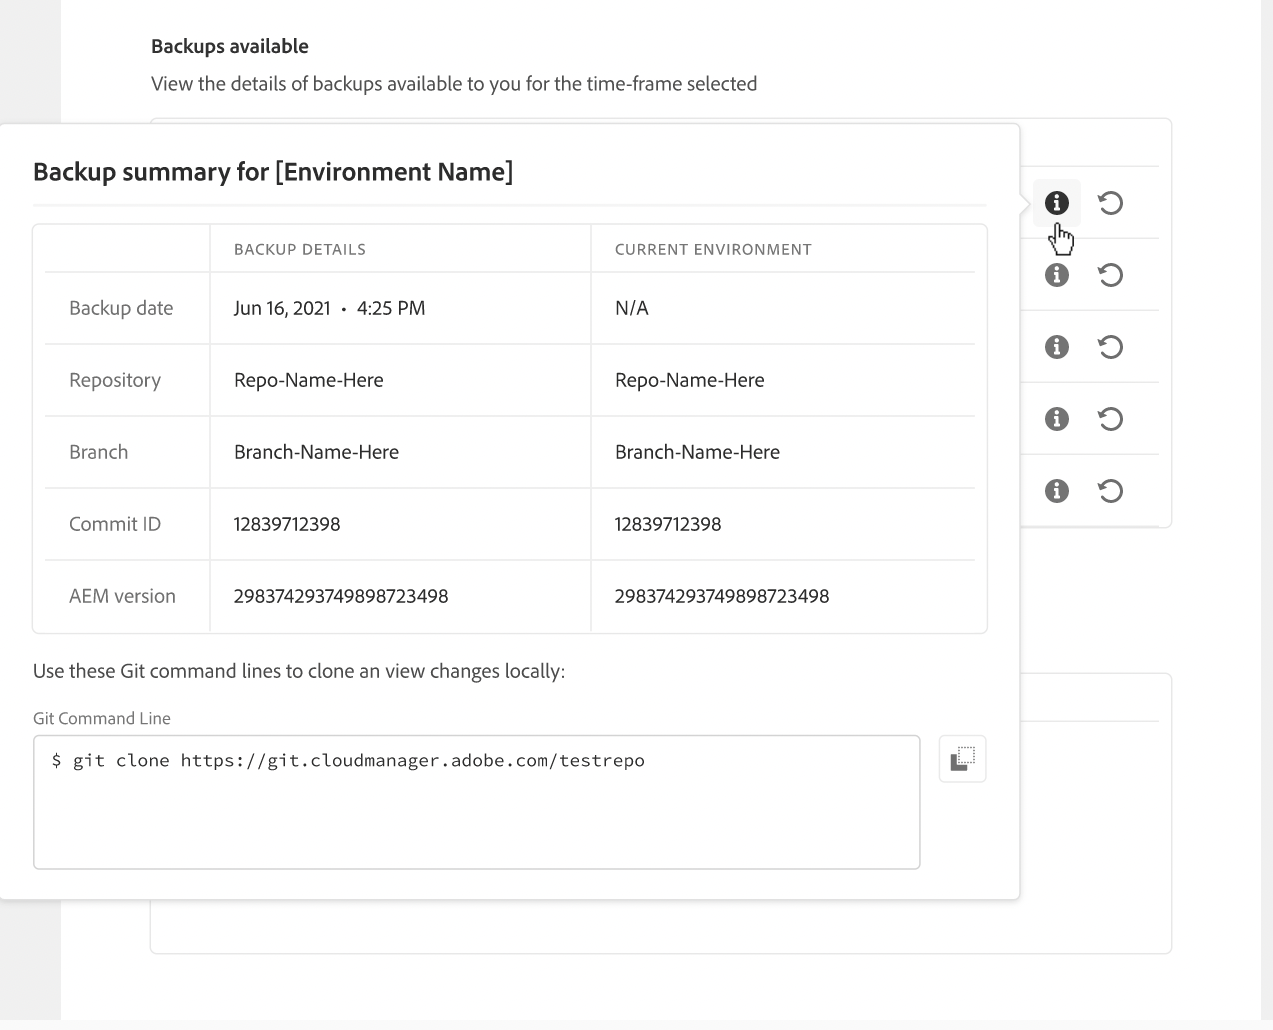 Backups available
View the details of backups available to you for the time-frame selected
Backup summary for [Environment Name]
BACKUP DETAILS CURRENT ENVIRONMENT
Backup date Jun 16, 2021 • 4:25 PM N/A
Repository Repo-Name-Here Repo-Name-Here
Branch Branch-Name-Here Branch-Name-Here
Commit ID 12839712398 12839712398
AEM version 298374293749898723498 298374293749898723498
Use these Git command lines to clone an view changes locally:
Git Command Line
$ git clone https://git.cloudmanager.adobe.com/testrepo